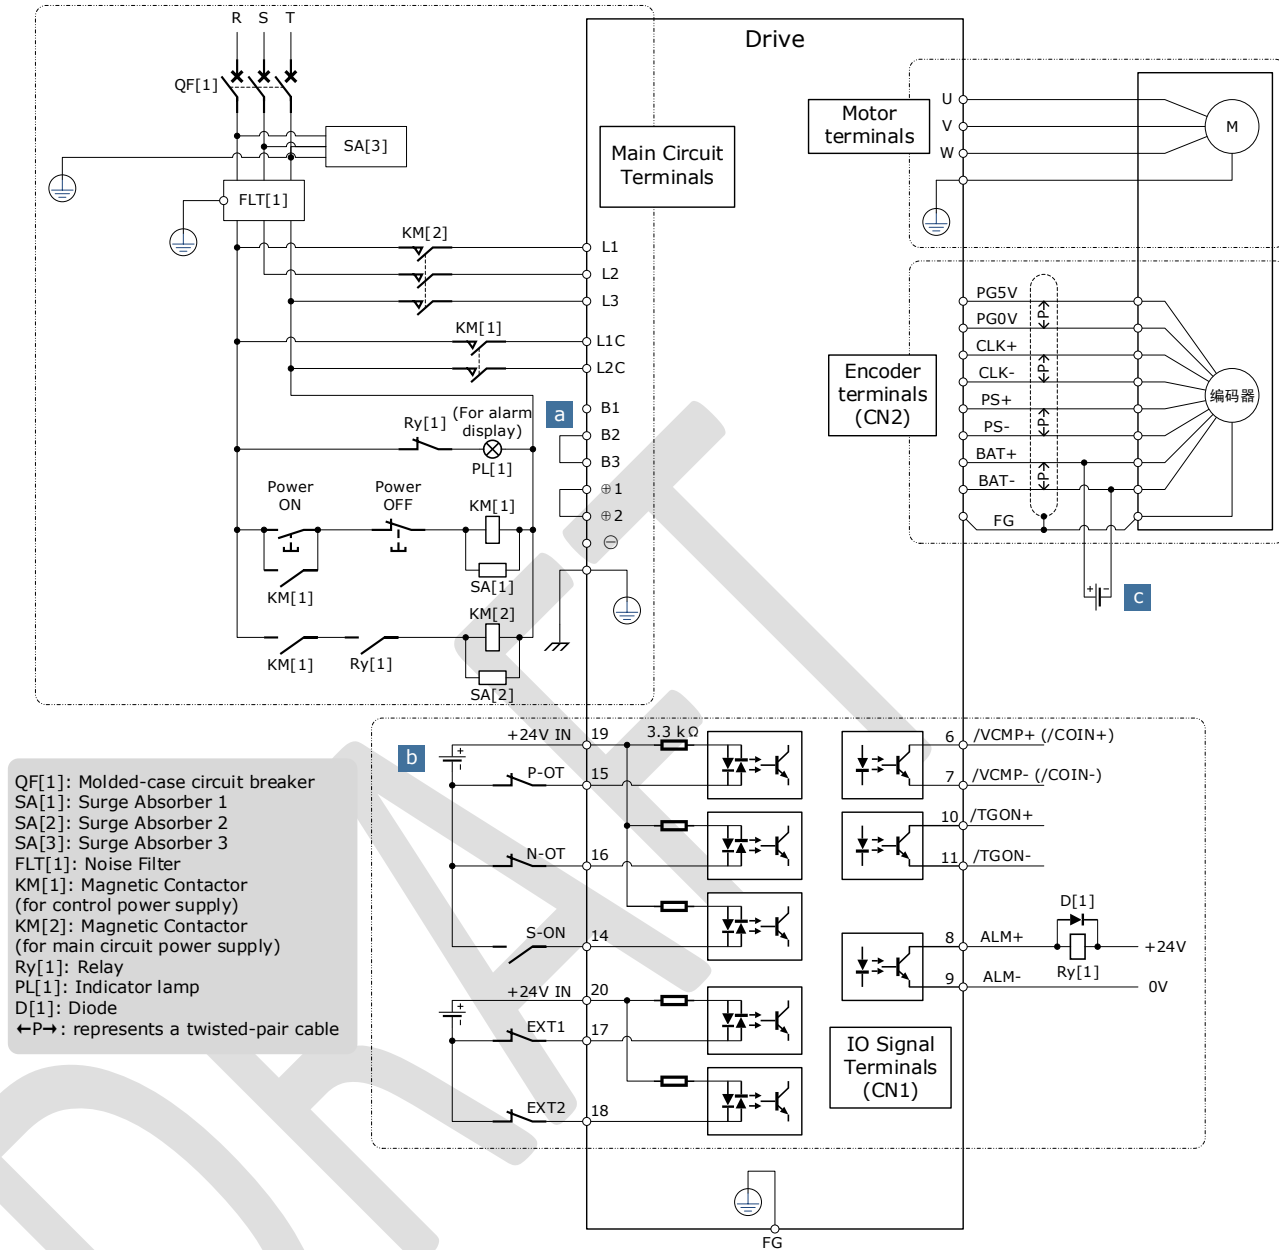 R S T
Drive
QF[1]
SA[3]
FLT[1]
Main Circuit
Terminals
KM[2]
L1
L2
L3
KM[1]
L1C
L2C
a
B1
B2
B3
⊕1
⊕2
⊖
Ry[1]
(For alarm
display)
PL[1]
Power
ON
Power
OFF
KM[1]
KM[1]
SA[1]
KM[2]
KM[1]
Ry[1]
SA[2]
Motor
terminals
U
V
W
M
Encoder
terminals
(CN2)
PG5V
PG0V
CLK+
CLK-
PS+
PS-
BAT+
BAT-
FG
←P→
←P→
←P→
←P→
编码器
+ -
c
QF[1]: Molded-case circuit breaker
SA[1]: Surge Absorber 1
SA[2]: Surge Absorber 2
SA[3]: Surge Absorber 3
FLT[1]: Noise Filter
KM[1]: Magnetic Contactor
(for control power supply)
KM[2]: Magnetic Contactor
(for main circuit power supply)
Ry[1]: Relay
PL[1]: Indicator lamp
D[1]: Diode
←P→: represents a twisted-pair cable
b
+
-
+24V IN 19
3.3 kΩ
P-OT 15
N-OT 16
S-ON 14
+
-
+24V IN 20
EXT1 17
EXT2 18
6 /VCMP+ (/COIN+)
7 /VCMP- (/COIN-)
10 /TGON+
11 /TGON-
D[1]
8 ALM+
Ry[1]
+24V
9 ALM-
0V
IO Signal
Terminals
(CN1)
FG
DRAFT